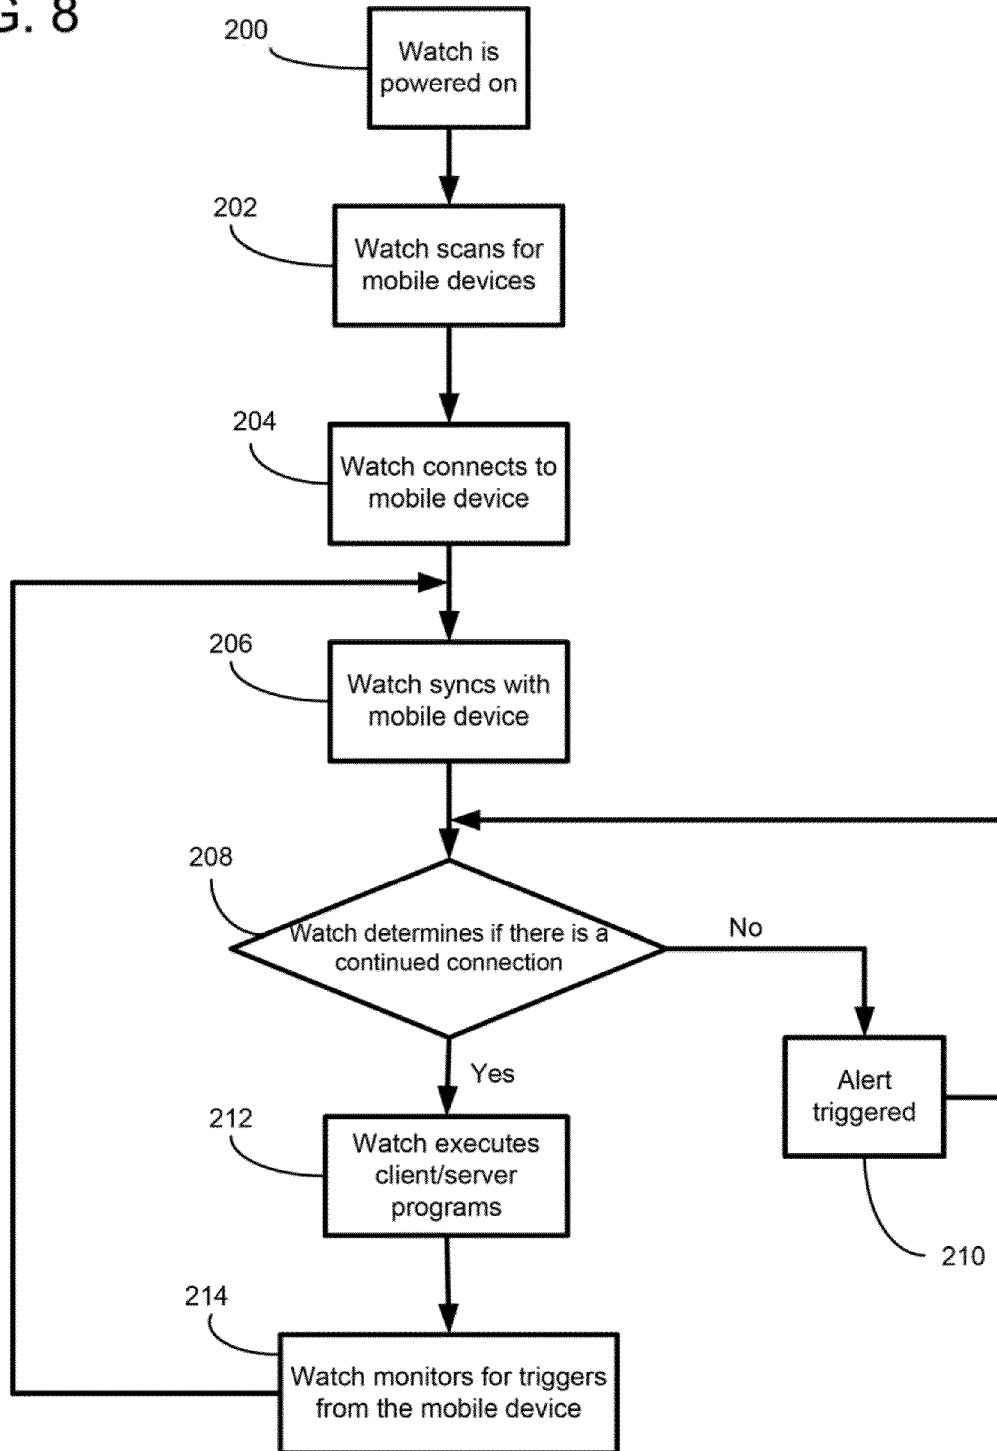 G. 8
200
Watch is
powered on
202
Watch scans for
mobile devices
204
Watch connects to
mobile device
206
Watch syncs with
mobile device
208
Watch determines if there is a
continued connection
No
Yes
Alert
triggered
210
212
Watch executes
client/server
programs
214
Watch monitors for triggers
from the mobile device